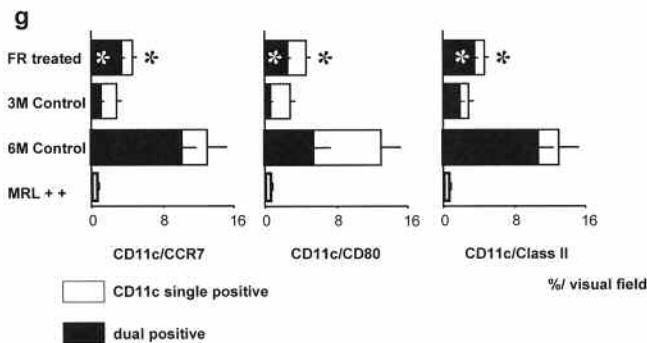 g
FR treated
3M Control
6M Control
MRL + +
* * * * * *
0 8 16 0 8 16 0 8 16
CD11c/CCR7 CD11c/CD80 CD11c/Class II
%/ visual field
CD11c single positive
dual positive